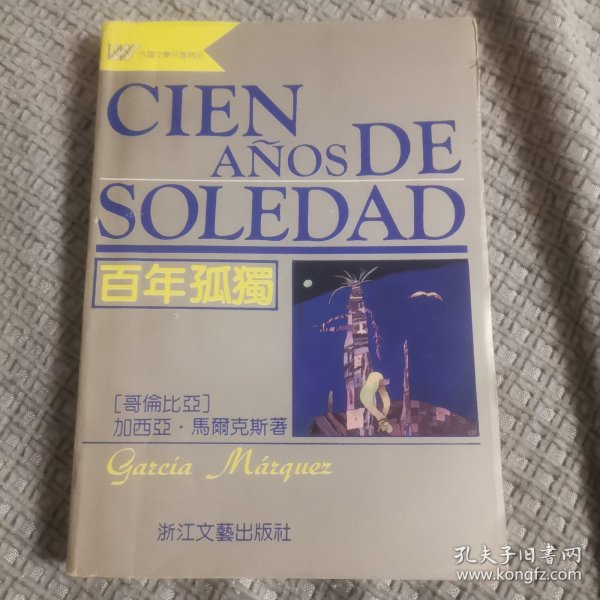 外國文學名著精品
CIEN
AÑOS DE
SOLEDAD
百年孤獨
[哥倫比亞]
加西亞·馬爾克斯著
García Márquez
浙江文藝出版社
孔夫子旧书网
www.kongfz.com